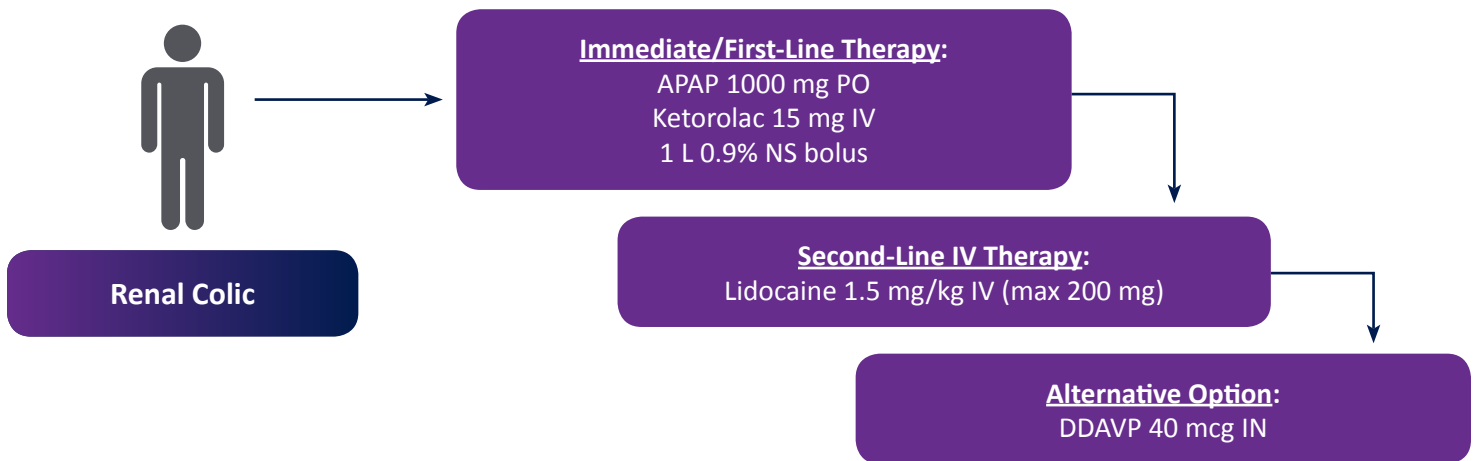 Renal Colic
Immediate/First-Line Therapy:
APAP 1000 mg PO
Ketorolac 15 mg IV
1 L 0.9% NS bolus
Second-Line IV Therapy:
Lidocaine 1.5 mg/kg IV (max 200 mg)
Alternative Option:
DDAVP 40 mcg IN